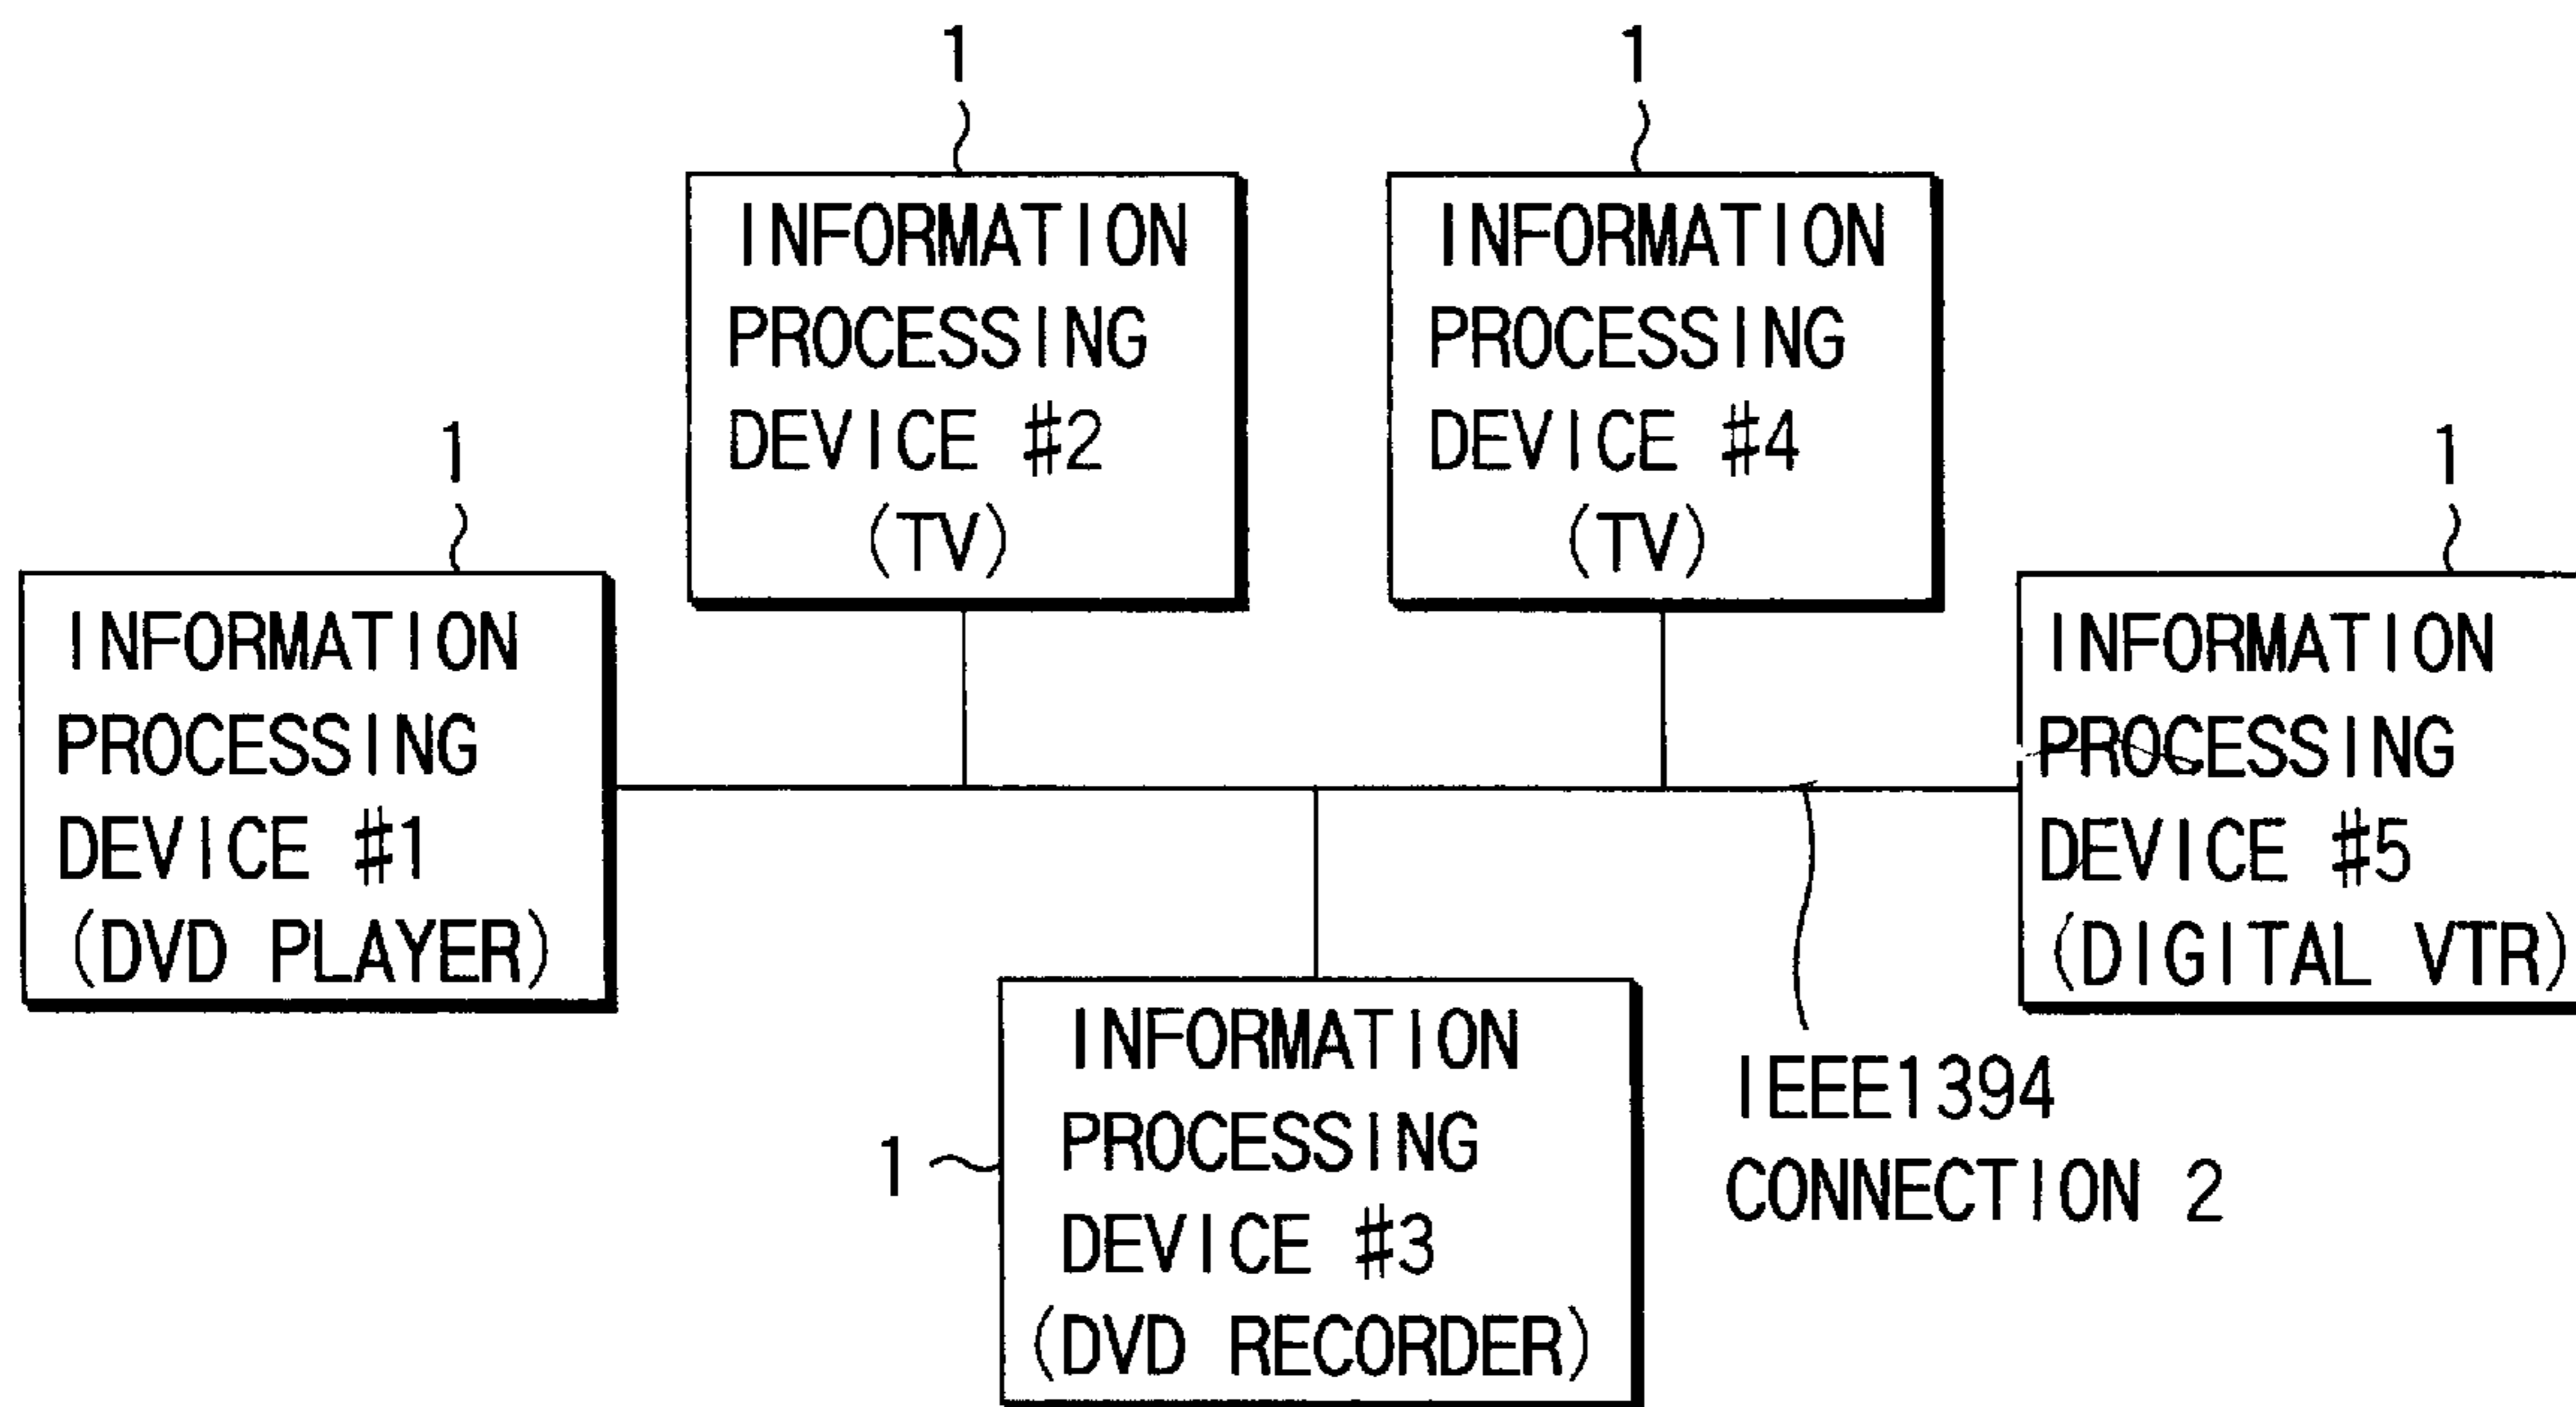 1
INFORMATION
PROCESSING
DEVICE #2
(TV)
1
INFORMATION
PROCESSING
DEVICE #4
(TV)
1
INFORMATION
PROCESSING
DEVICE #1
(DVD PLAYER)
1
INFORMATION
PROCESSING
DEVICE #5
(DIGITAL VTR)
1
INFORMATION
PROCESSING
DEVICE #3
(DVD RECORDER)
IEEE1394
CONNECTION 2